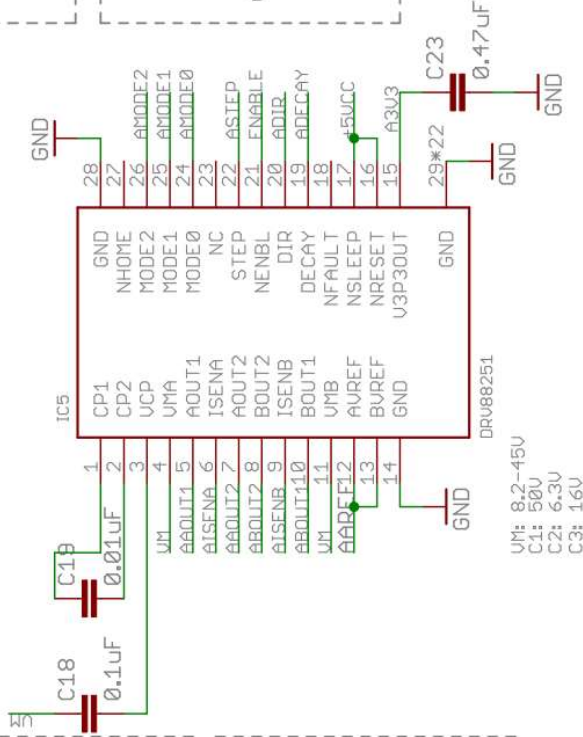 GND
AMODE2
AMODE1
AMODE0
ASTEP
ENABLE
ADIR
ADECAY
+5VCC
A3V3
C23
0.47uF
GND
28
27
26
25
24
23
22
21
20
19
18
17
16
15
29*22
GND
GND
NHOME
MODE2
MODE1
MODE0
NC
STEP
NENBL
DIR
DECAY
NFAULT
NSLEEP
NRESET
V3P3OUT
GND
IC5
CP1
CP2
VCP
VMA
AOUT1
ISENA
AOUT2
BOUT2
ISENB
BOUT1
VMB
AVREF
BVREF
GND
DRV88251
1
2
3
4
5
6
7
8
9
10
11
12
13
14
VM
AAOUT1
AISENA
AAOUT2
ABOUT2
AISENB
ABOUT1
VM
AAREF
GND
C19
0.01uF
C18
0.1uF
VM
VM: 8.2-45V
C1: 50V
C2: 6.3V
C3: 16V